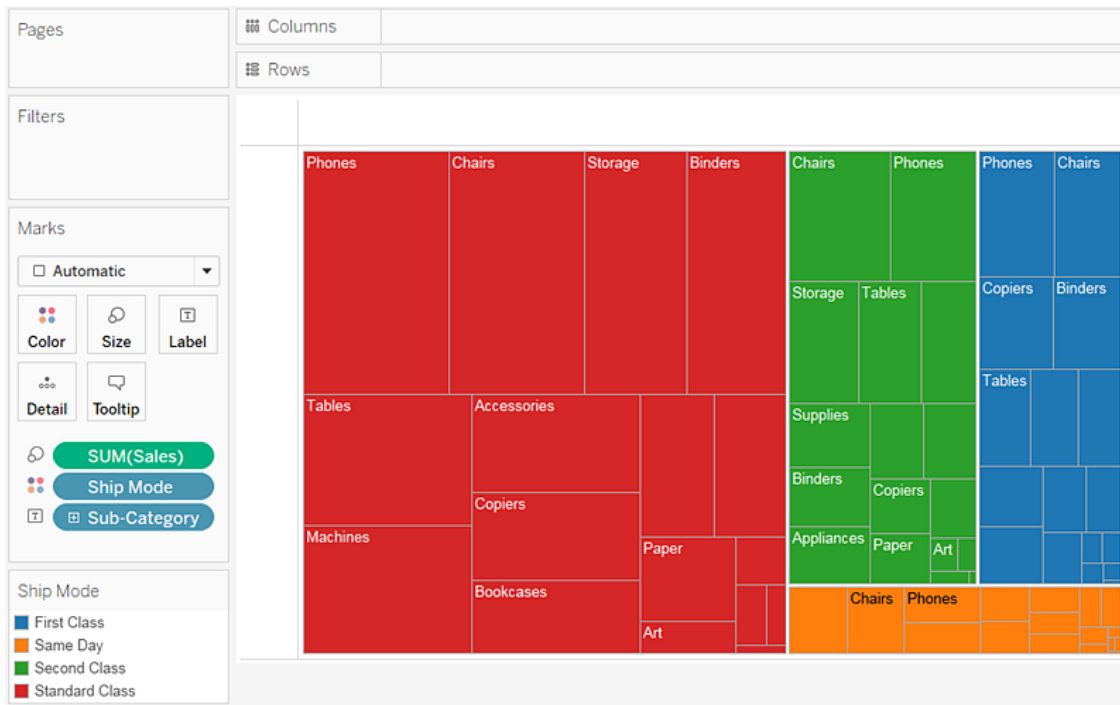 Pages
Columns
Rows
Filters
Marks
Automatic
Color Size Label
Detail Tooltip
SUM(Sales)
Ship Mode
Sub-Category
Ship Mode
First Class
Same Day
Second Class
Standard Class
Phones Chairs Storage Binders
Tables Accessories
Copiers
Machines
Paper
Bookcases
Art
Chairs Phones
Storage Tables
Supplies
Binders
Copiers
Appliances Paper Art
Phones Chairs
Copiers Binders
Tables
Chairs Phones